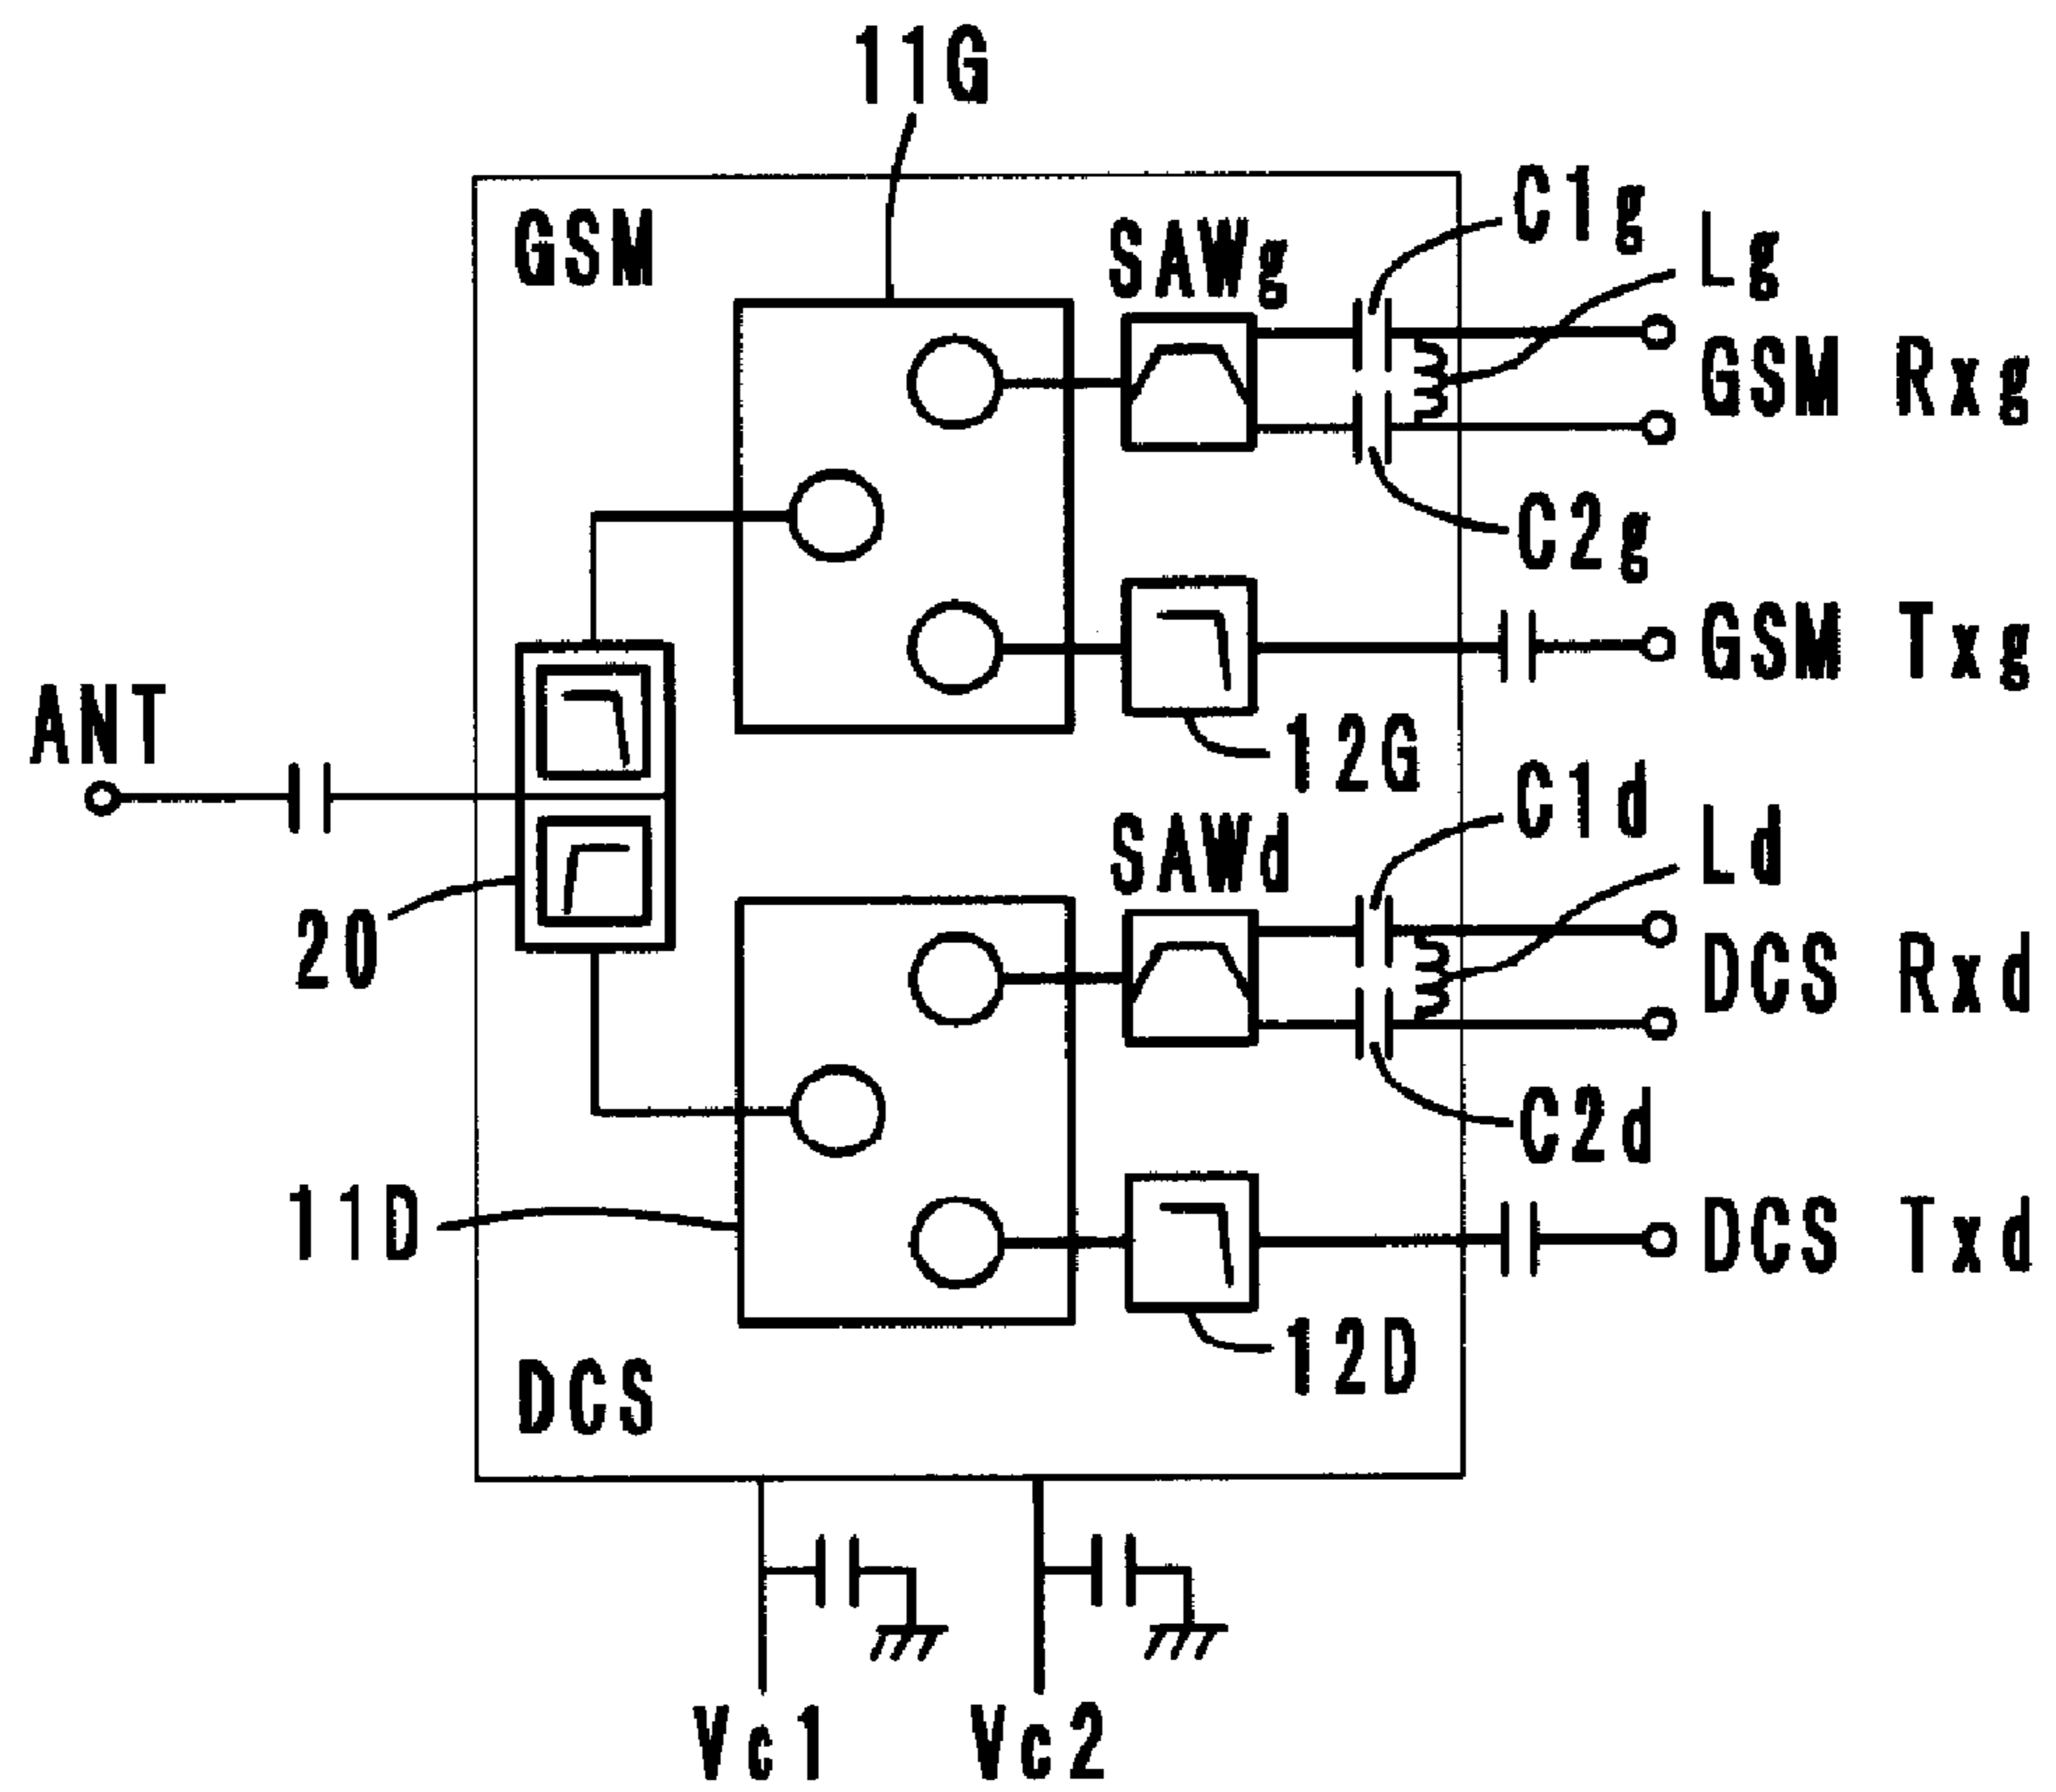 11G
GSM
SAWg
C1g
Lg
GSM Rxg
C2g
GSM Txg
12G
ANT
20
SAWd
C1d
Ld
DCS Rxd
C2d
11D
DCS Txd
12D
DCS
Vc1
Vc2